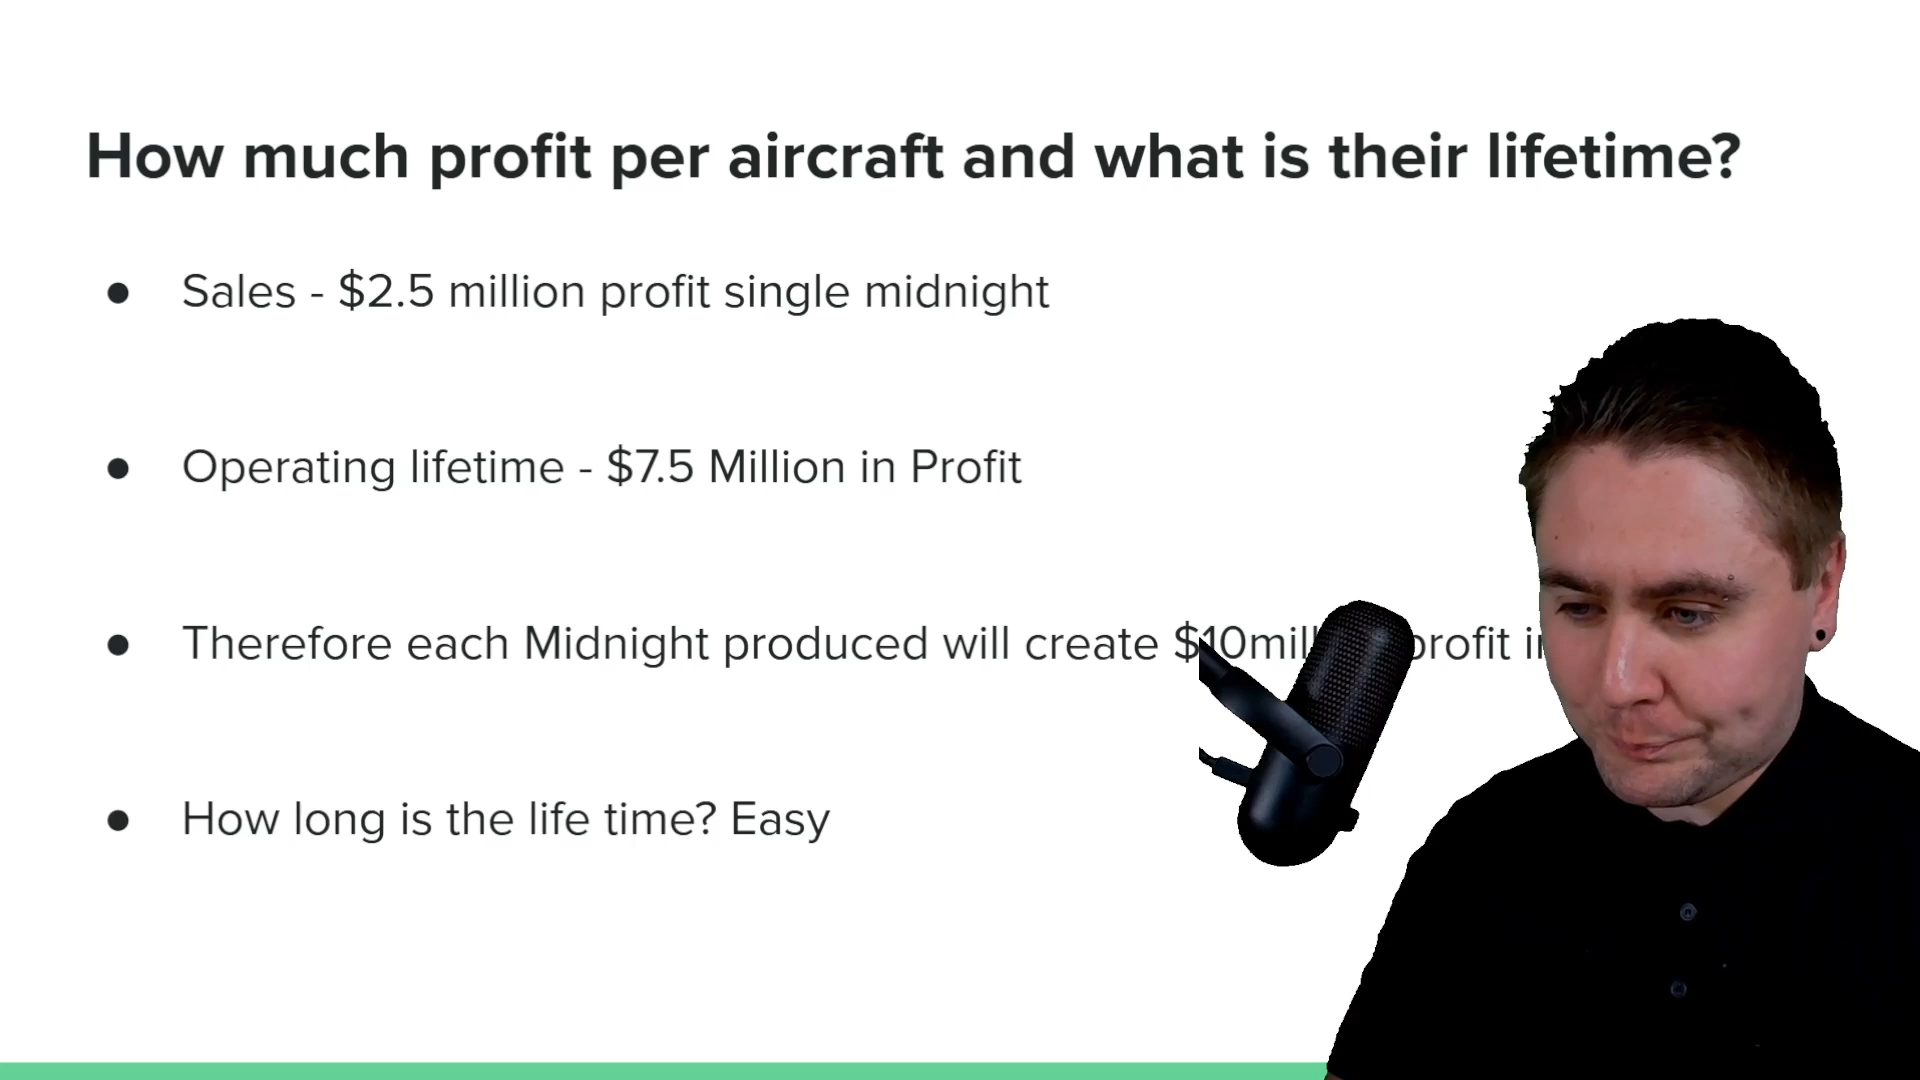 How much profit per aircraft and what is their lifetime?
● Sales - $2.5 million profit single midnight
● Operating lifetime - $7.5 Million in Profit
● Therefore each Midnight produced will create profit
● How long is the life time? Easy